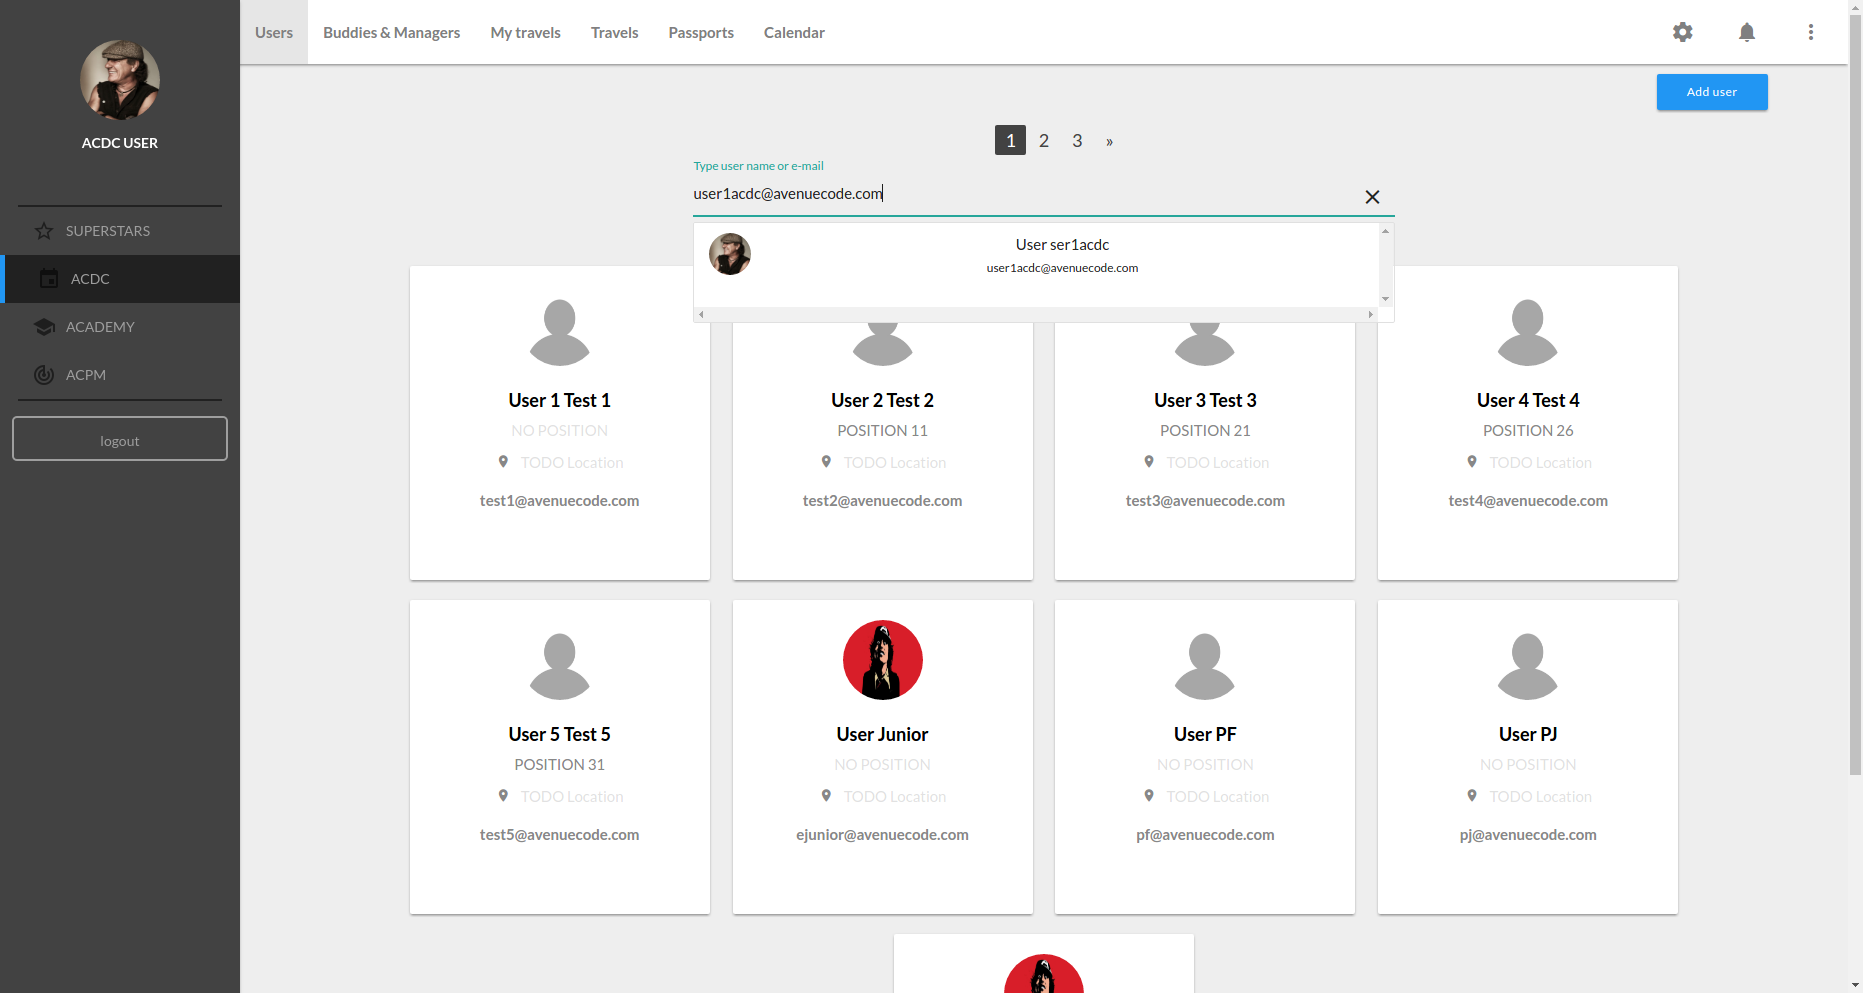 ACDC USER
SUPERSTARS
ACDC
ACADEMY
ACPM
logout
Users Buddies & Managers My travels Travels Passports Calendar
Add user
1 2 3 »
Type user name or e-mail
user1acdc@avenuecode.com
User ser1acdc
user1acdc@avenuecode.com
User 1 Test 1
NO POSITION
TODO Location
test1@avenuecode.com
User 2 Test 2
POSITION 11
TODO Location
test2@avenuecode.com
User 3 Test 3
POSITION 21
TODO Location
test3@avenuecode.com
User 4 Test 4
POSITION 26
TODO Location
test4@avenuecode.com
User 5 Test 5
POSITION 31
TODO Location
test5@avenuecode.com
User Junior
NO POSITION
TODO Location
ejunior@avenuecode.com
User PF
NO POSITION
TODO Location
pf@avenuecode.com
User PJ
NO POSITION
TODO Location
pj@avenuecode.com